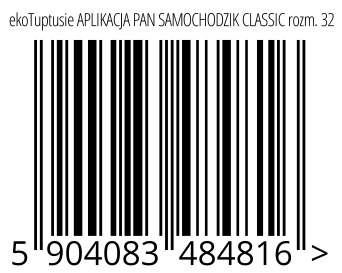 ekoTuptusie APLIKACJA PAN SAMOCHODZIK CLASSIC rozm. 32
5 904083 484816 >